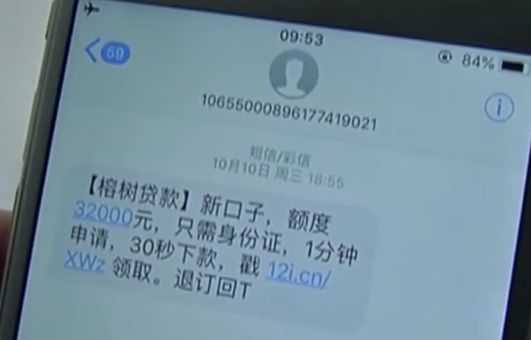 09:53
84%
59
10655000896177419021
短信/彩信
10月10日 周三 18:55
【榕树贷款】新口子，额度
32000元，只需身份证，1分钟
申请，30秒下款，戳 12i.cn/
XWz 领取。退订回T